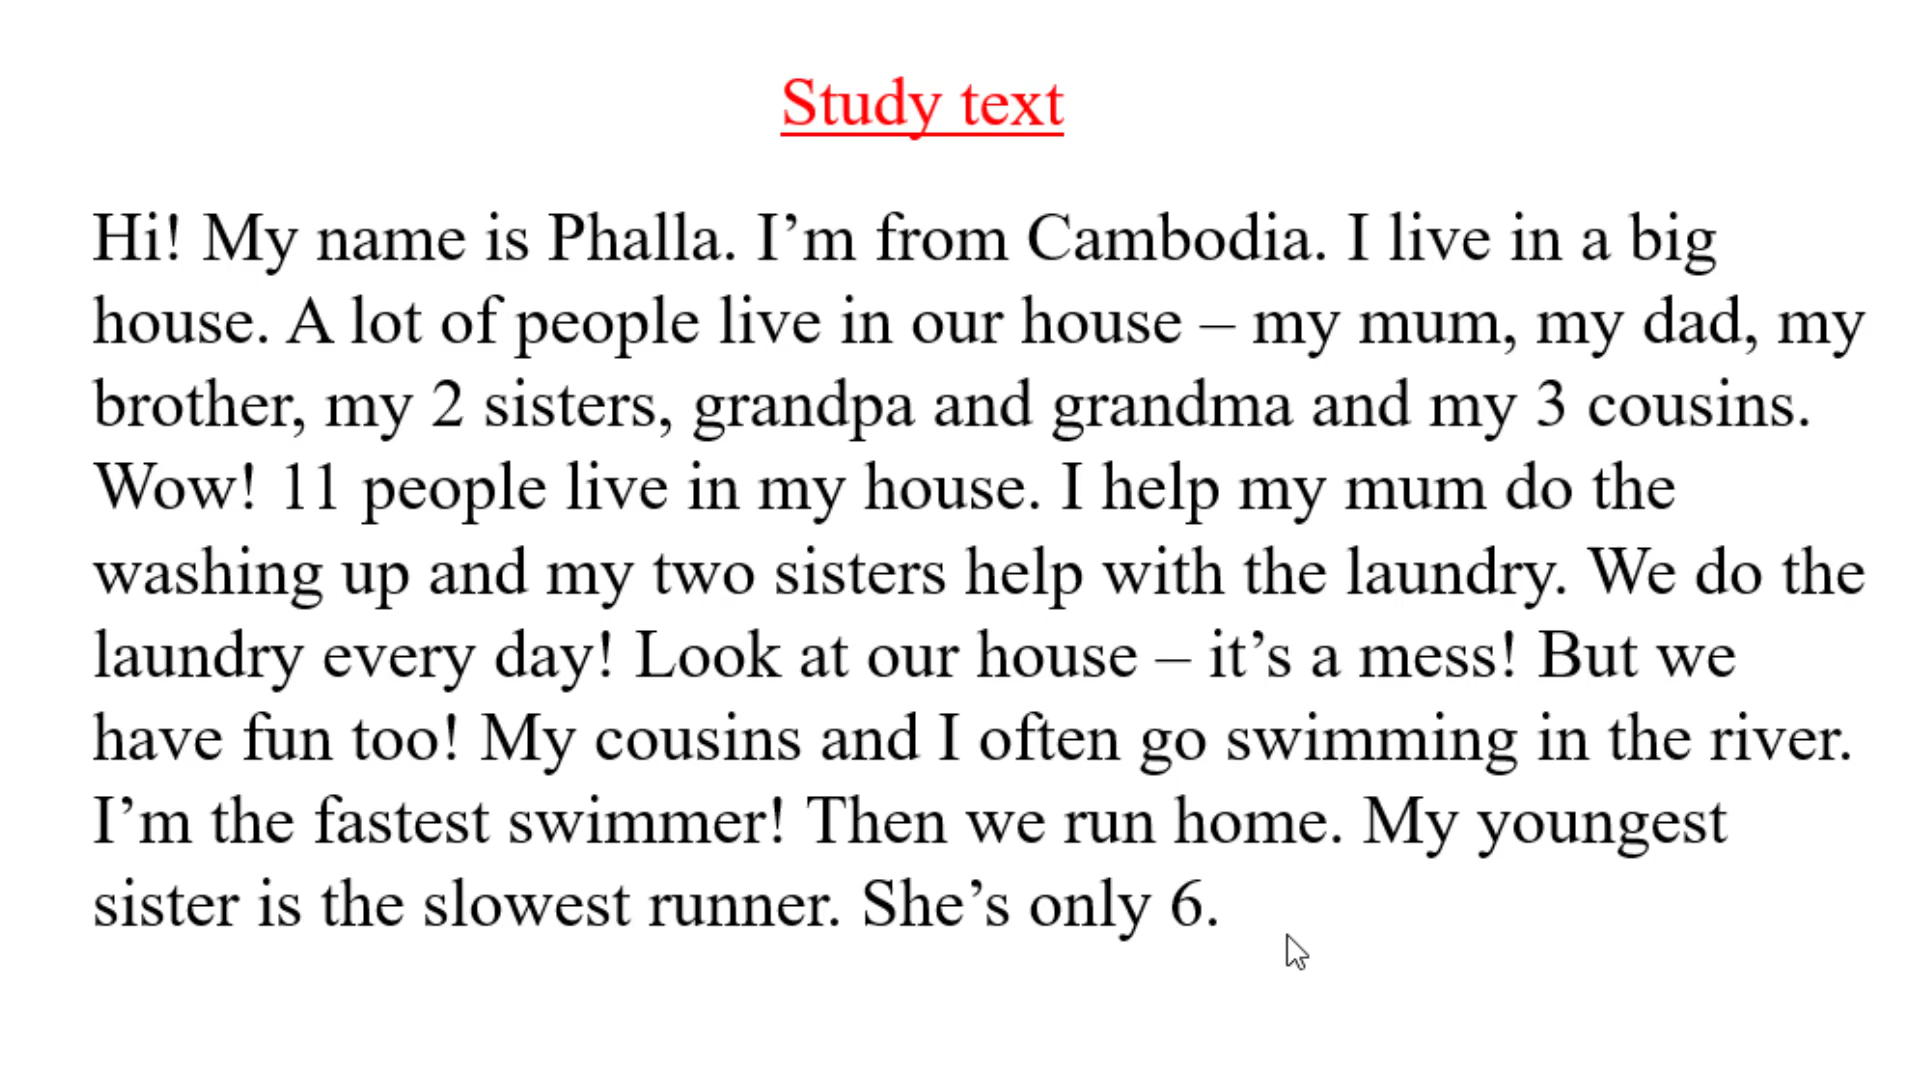 Study text
Hi! My name is Phalla. I’m from Cambodia. I live in a big
house. A lot of people live in our house – my mum, my dad, my
brother, my 2 sisters, grandpa and grandma and my 3 cousins.
Wow! 11 people live in my house. I help my mum do the
washing up and my two sisters help with the laundry. We do the
laundry every day! Look at our house – it’s a mess! But we
have fun too! My cousins and I often go swimming in the river.
I’m the fastest swimmer! Then we run home. My youngest
sister is the slowest runner. She’s only 6.